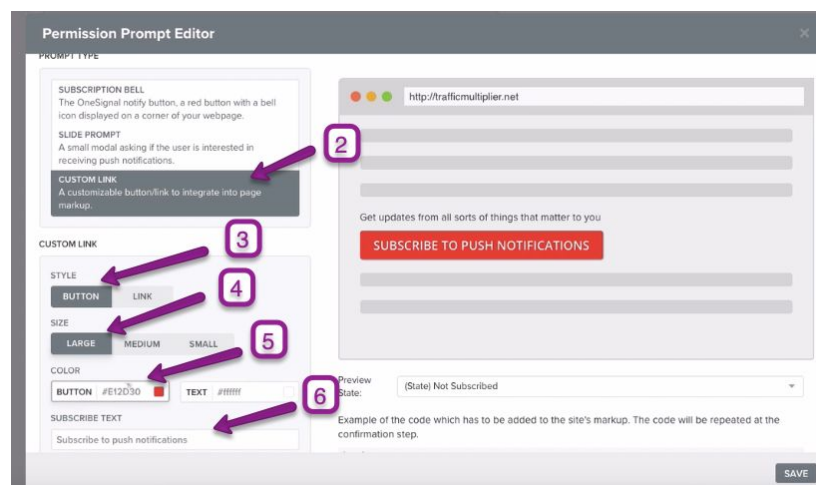 Permission Prompt Editor
PROMPT TYPE
SUBSCRIPTION BELL
The OneSignal notify button, a red button with a bell
icon displayed on a corner of your webpage.
SLIDE PROMPT
A small modal asking if the user is interested in
receiving push notifications.
CUSTOM LINK
A customizable button/link to integrate into page
markup.
2
CUSTOM LINK
3
STYLE
BUTTON LINK
4
SIZE
LARGE MEDIUM SMALL
5
COLOR
BUTTON #E12D30 TEXT #ffffff
6
SUBSCRIBE TEXT
Subscribe to push notifications
http://trafficmultiplier.net
Get updates from all sorts of things that matter to you
SUBSCRIBE TO PUSH NOTIFICATIONS
Preview
State:
(State) Not Subscribed
Example of the code which has to be added to the site's markup. The code will be repeated at the
confirmation step.
SAVE